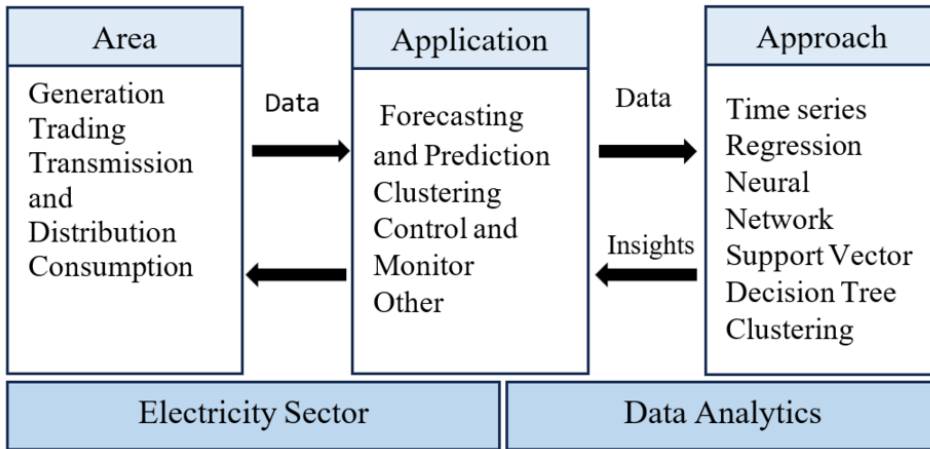 Area
Generation
Trading
Transmission
and
Distribution
Consumption
Data
Application
Forecasting
and Prediction
Clustering
Control and
Monitor
Other
Data
Insights
Approach
Time series
Regression
Neural
Network
Support Vector
Decision Tree
Clustering
Electricity Sector
Data Analytics